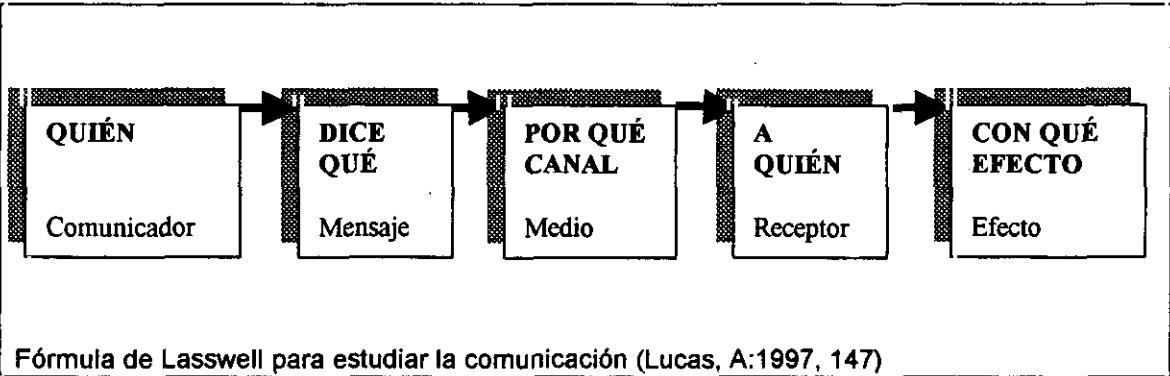 QUIÉN
Comunicador
DICE
QUÉ
Mensaje
POR QUÉ
CANAL
Medio
A
QUIÉN
Receptor
CON QUÉ
EFECTO
Efecto
Fórmula de Lasswell para estudiar la comunicación (Lucas, A:1997, 147)